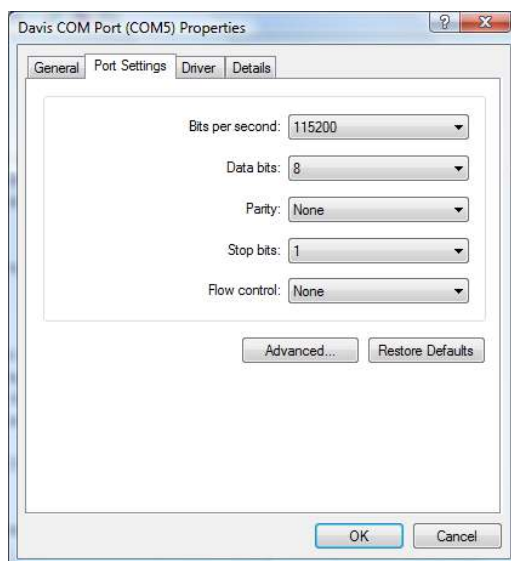 Davis COM Port (COM5) Properties
General Port Settings Driver Details
Bits per second: 115200
Data bits: 8
Parity: None
Stop bits: 1
Flow control: None
Advanced... Restore Defaults
OK Cancel